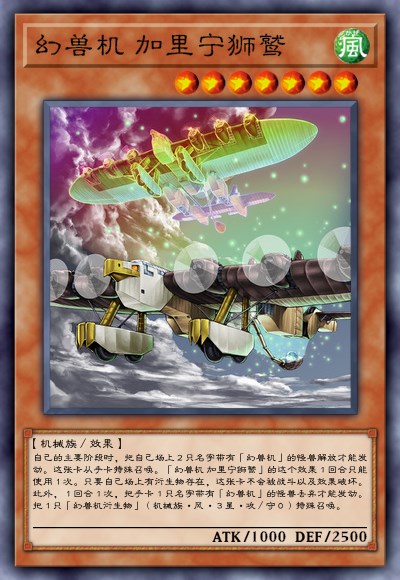 幻兽机 加里宁狮鹫
風
【机械族／效果】
自己的主要阶段时，把自己场上２只名字带有「幻兽机」的怪兽解放才能发
动。这张卡从手卡特殊召唤。「幻兽机 加里宁狮鹫」的这个效果１回合只能
使用１次。只要自己场上有衍生物存在，这张卡不会被战斗以及效果破坏。
此外，１回合１次，把手卡１只名字带有「幻兽机」的怪兽丢弃才能发动。
把１只「幻兽机衍生物」（机械族·风·３星·攻／守０）特殊召唤。
ATK/1000 DEF/2500